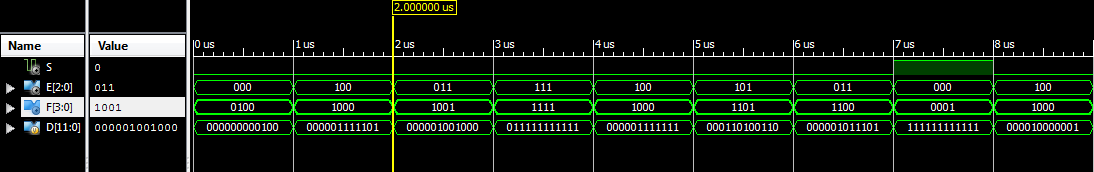 2.000000 us
Name Value 0 us 1 us 2 us 3 us 4 us 5 us 6 us 7 us 8 us
S 0
E[2:0] 011 000 100 011 111 100 101 011 000 100
F[3:0] 1001 0100 1000 1001 1111 1000 1101 1100 0001 1000
D[11:0] 000001001000 000000000100 000001111101 000001001000 011111111111 000001111111 000110100110 000001011101 111111111111 000010000001